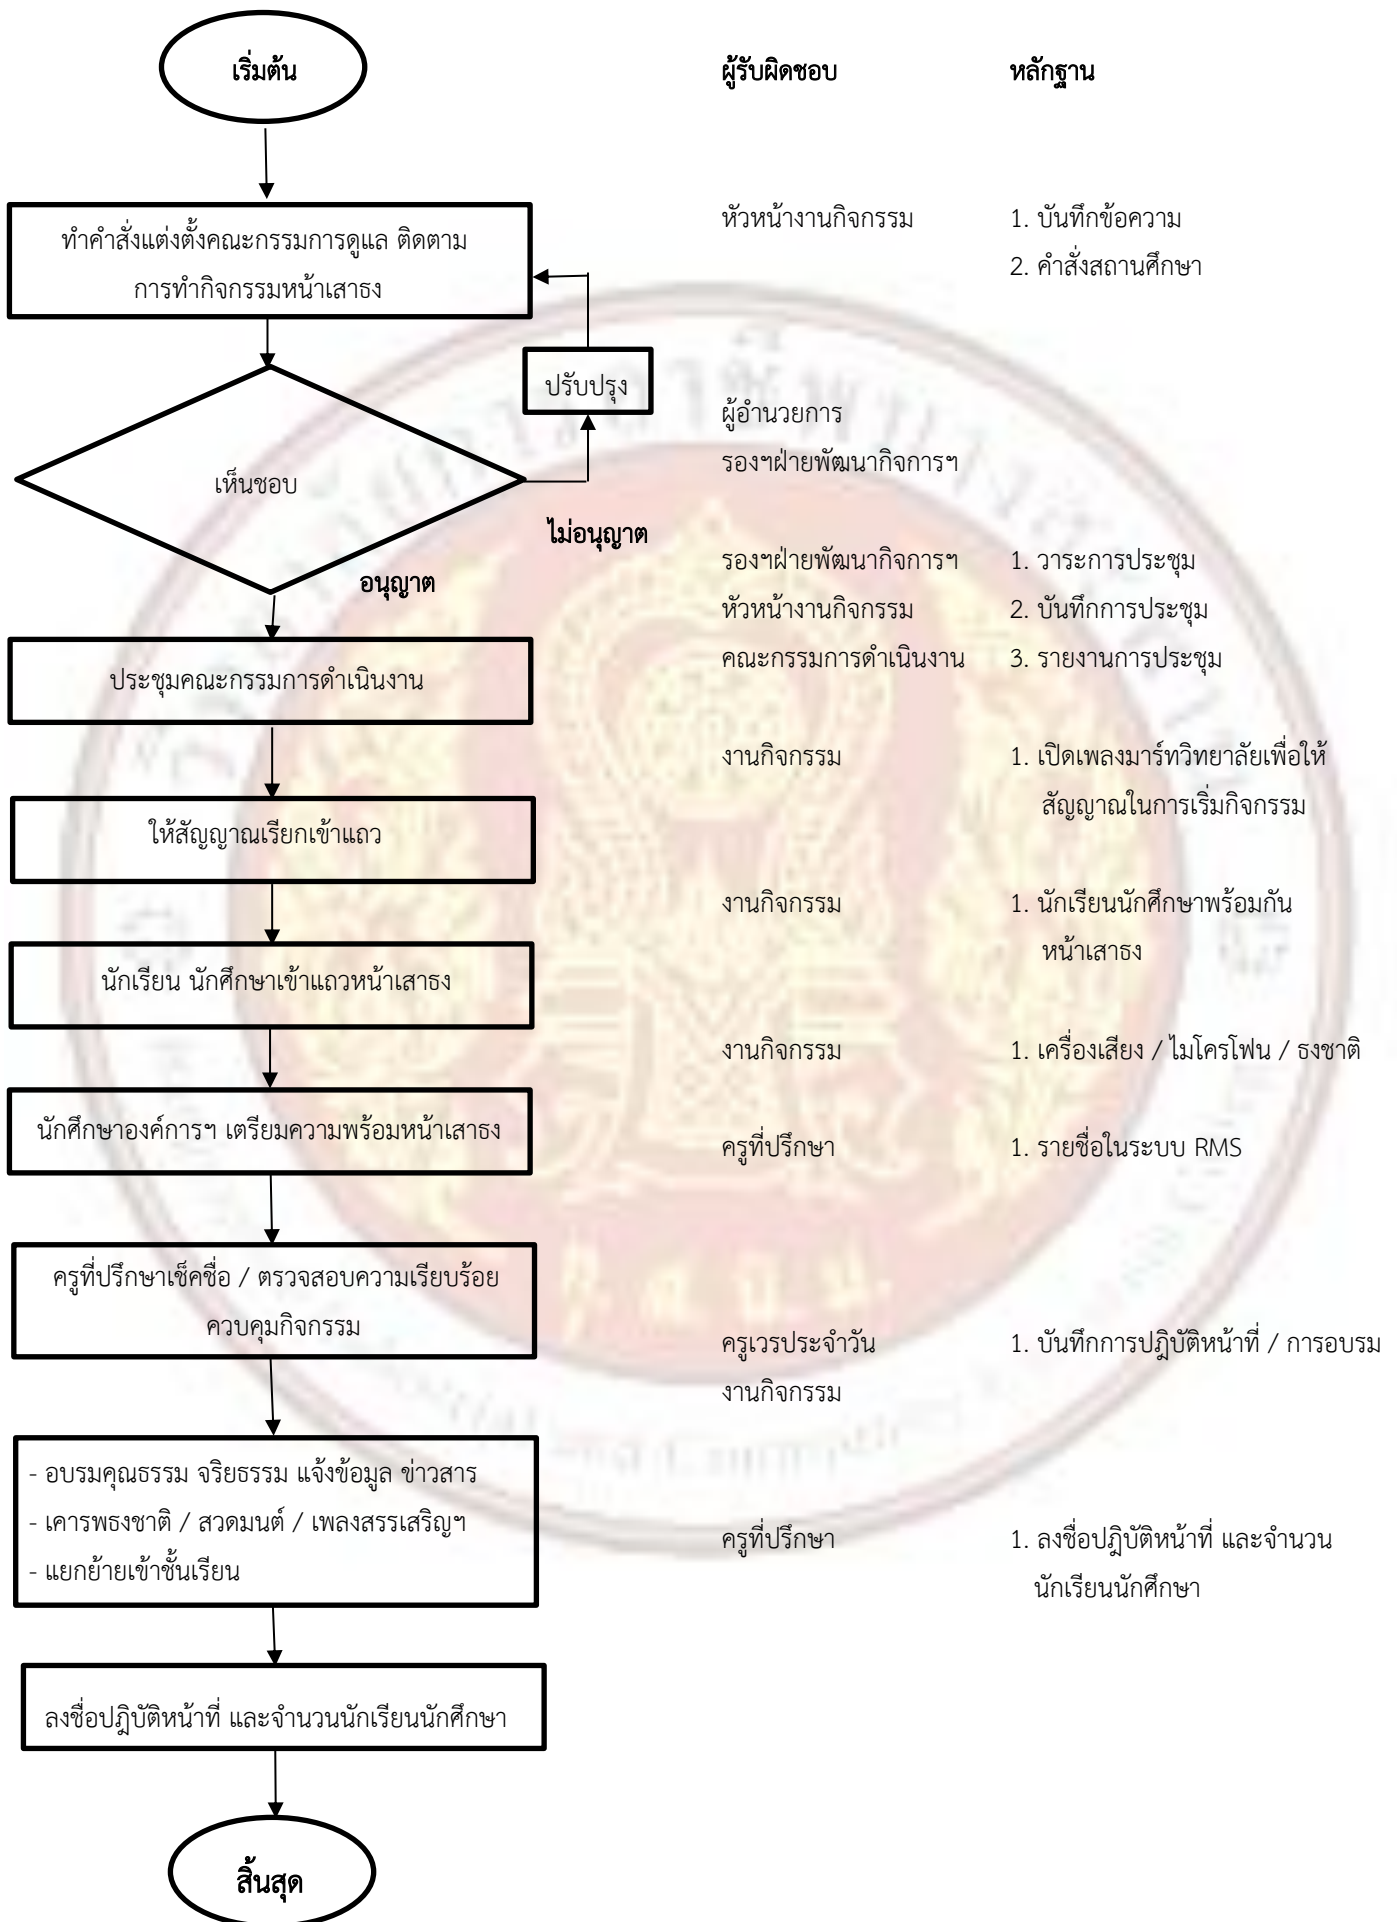 เริ่มต้น
ผู้รับผิดชอบ
หลักฐาน
ทำคำสั่งแต่งตั้งคณะกรรมการดูแล ติดตาม
การทำกิจกรรมหน้าเสาธง
หัวหน้างานกิจกรรม
1. บันทึกข้อความ
2. คำสั่งสถานศึกษา
ปรับปรุง
เห็นชอบ
ผู้อำนวยการ
รองฯฝ่ายพัฒนากิจการฯ
ไม่อนุญาต
อนุญาต
ประชุมคณะกรรมการดำเนินงาน
รองฯฝ่ายพัฒนากิจการฯ
หัวหน้างานกิจกรรม
คณะกรรมการดำเนินงาน
1. วาระการประชุม
2. บันทึกการประชุม
3. รายงานการประชุม
ให้สัญญาณเรียกเข้าแถว
งานกิจกรรม
1. เปิดเพลงมาร์ทวิทยาลัยเพื่อให้
สัญญาณในการเริ่มกิจกรรม
นักเรียน นักศึกษาเข้าแถวหน้าเสาธง
งานกิจกรรม
1. นักเรียนนักศึกษาพร้อมกัน
หน้าเสาธง
นักศึกษาองค์การฯ เตรียมความพร้อมหน้าเสาธง
งานกิจกรรม
1. เครื่องเสียง / ไมโครโฟน / ธงชาติ
ครูที่ปรึกษา
1. รายชื่อในระบบ RMS
ครูที่ปรึกษาเช็คชื่อ / ตรวจสอบความเรียบร้อย
ควบคุมกิจกรรม
ครูเวรประจำวัน
งานกิจกรรม
1. บันทึกการปฎิบัติหน้าที่ / การอบรม
- อบรมคุณธรรม จริยธรรม แจ้งข้อมูล ข่าวสาร
- เคารพธงชาติ / สวดมนต์ / เพลงสรรเสริญฯ
- แยกย้ายเข้าชั้นเรียน
ครูที่ปรึกษา
1. ลงชื่อปฎิบัติหน้าที่ และจำนวน
นักเรียนนักศึกษา
ลงชื่อปฎิบัติหน้าที่ และจำนวนนักเรียนนักศึกษา
สิ้นสุด